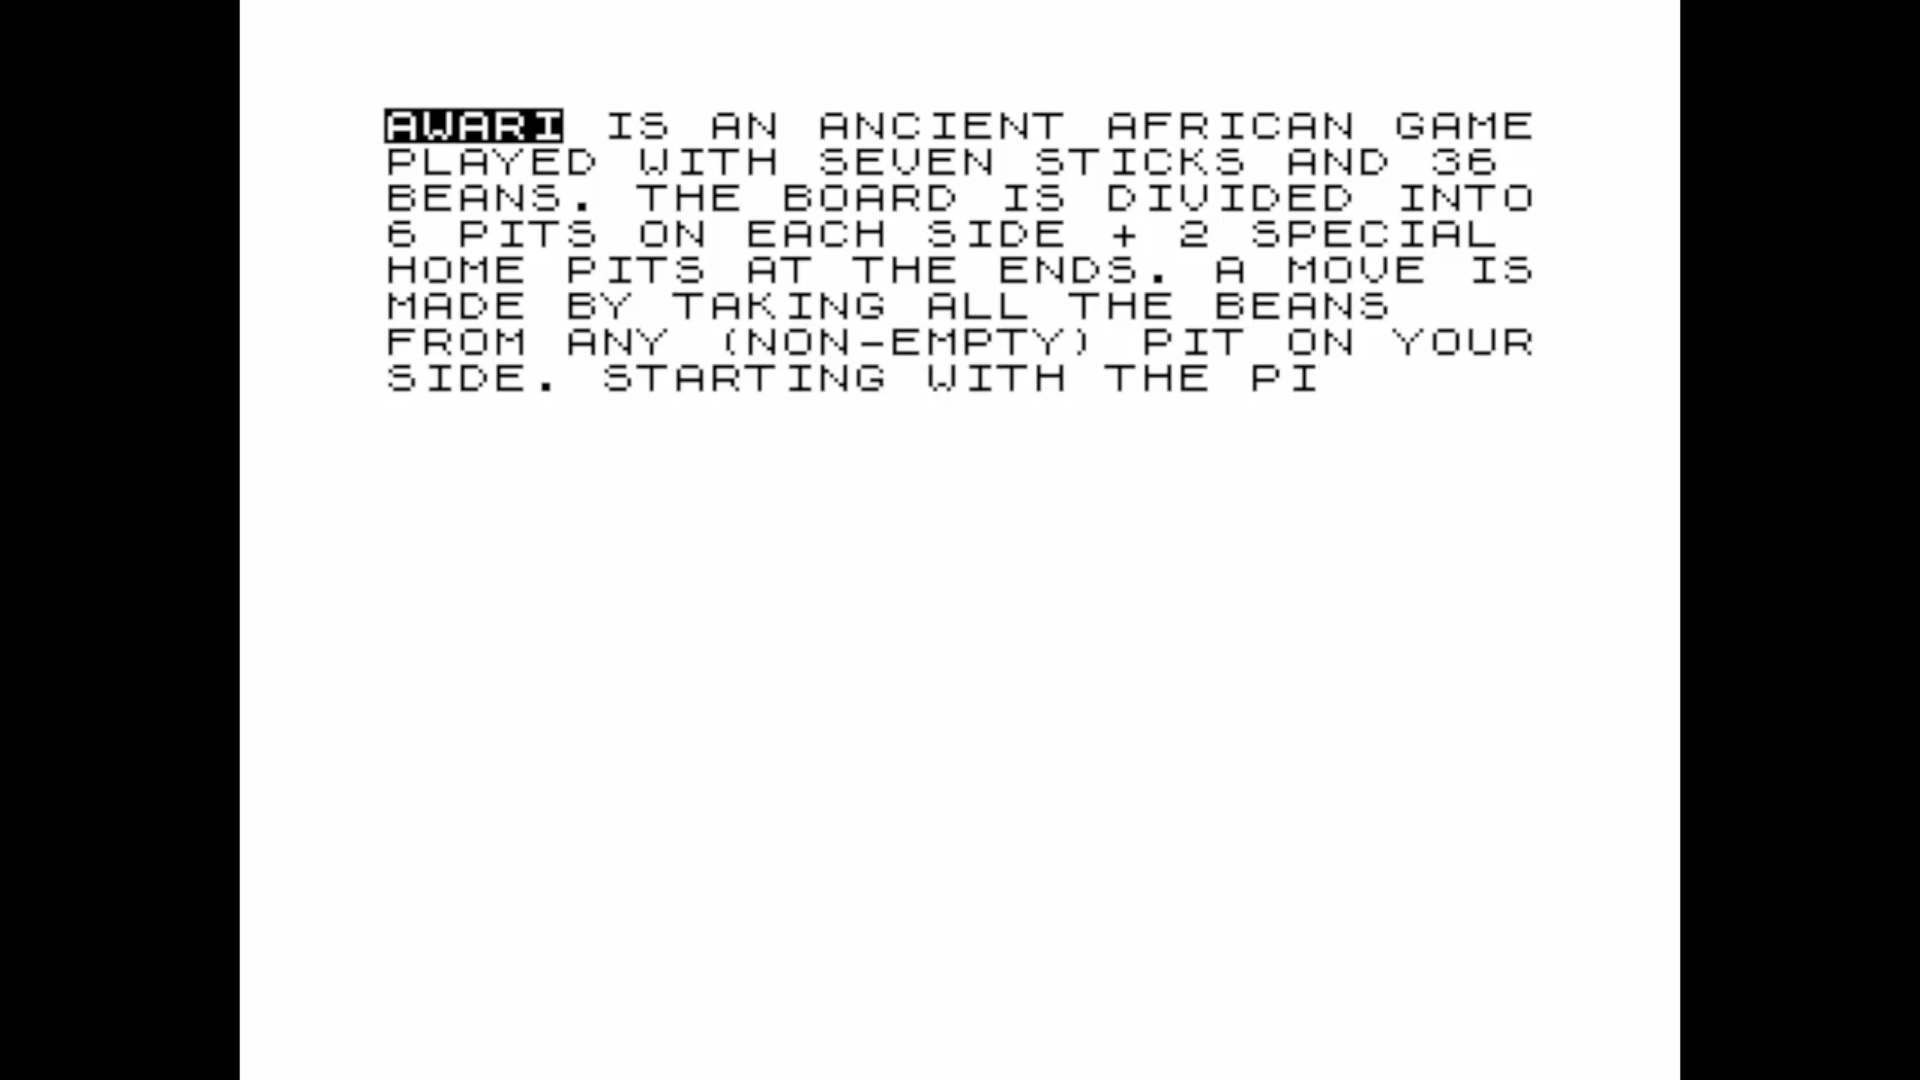 AWARI IS AN ANCIENT AFRICAN GAME
PLAYED WITH SEVEN STICKS AND 36
BEANS. THE BOARD IS DIVIDED INTO
6 PITS ON EACH SIDE + 2 SPECIAL
HOME PITS AT THE ENDS. A MOVE IS
MADE BY TAKING ALL THE BEANS
FROM ANY (NON-EMPTY) PIT ON YOUR
SIDE. STARTING WITH THE PI